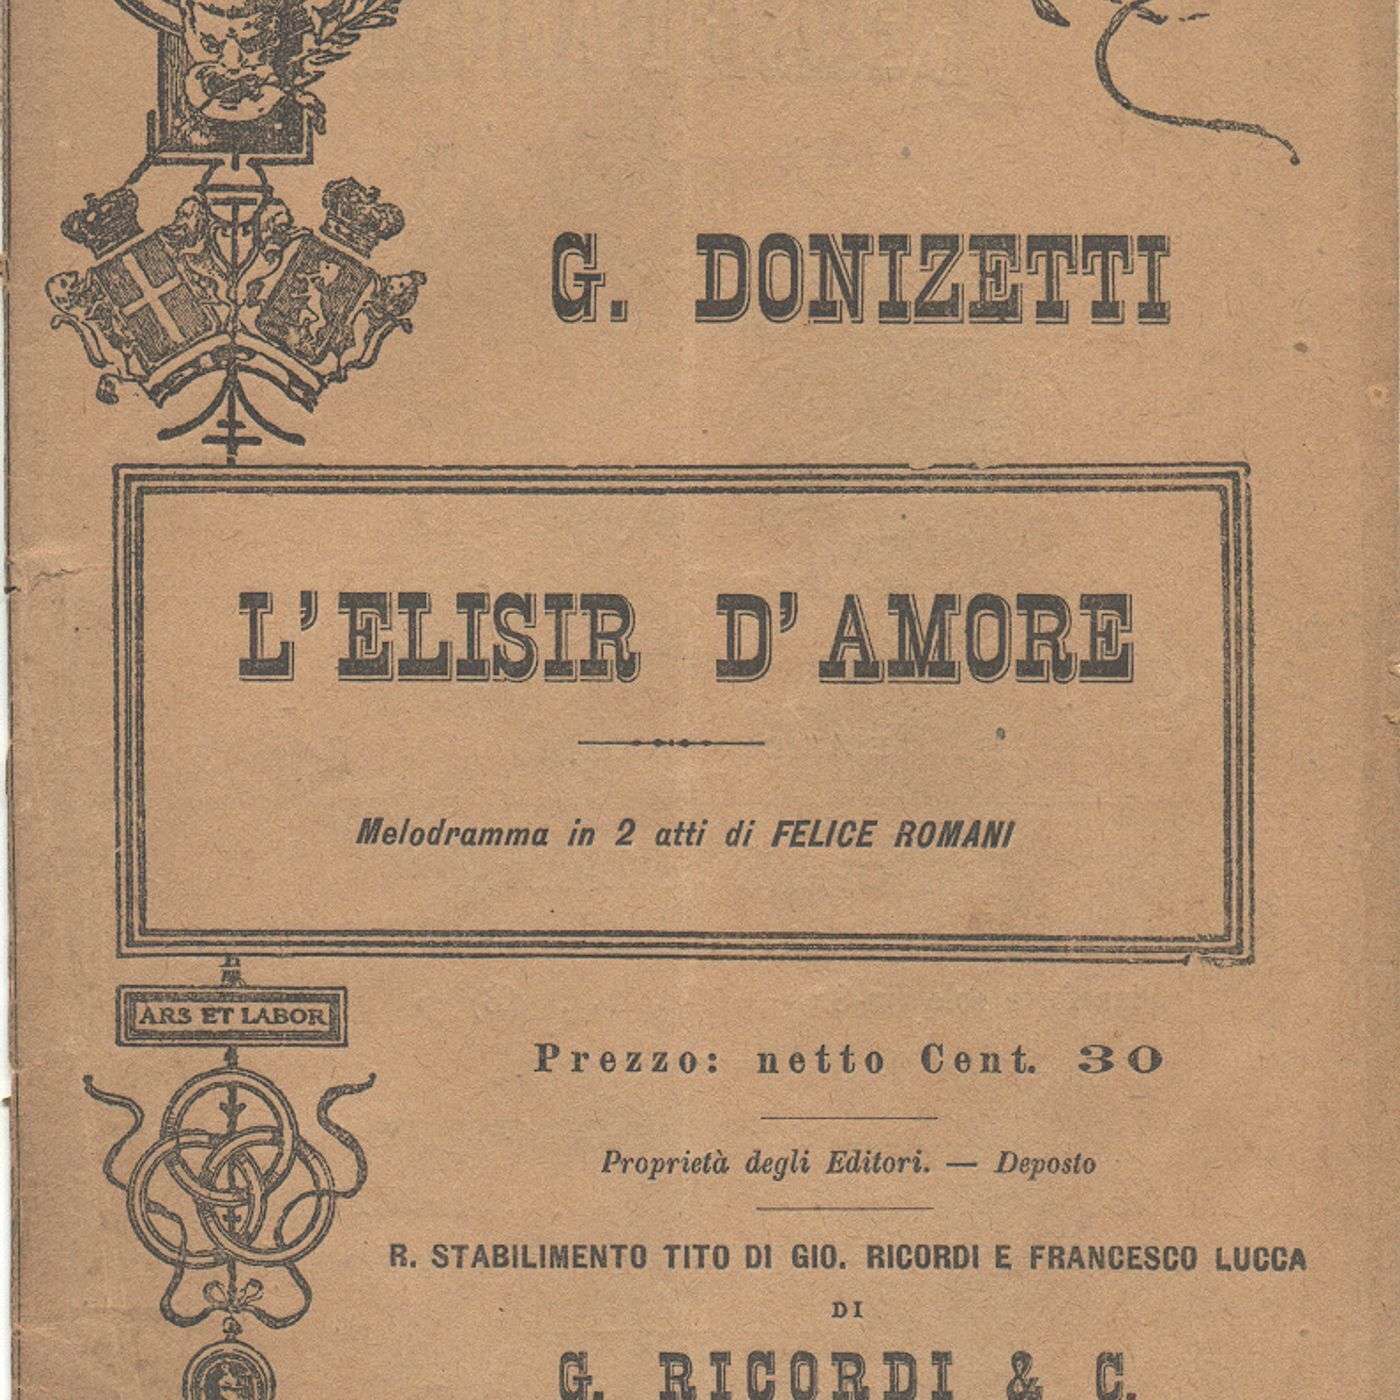 G. DONIZETTI
L'ELISIR D'AMORE
Melodramma in 2 atti di FELICE ROMANI
ARS ET LABOR
Prezzo: netto Cent. 30
Proprietà degli Editori. — Deposto
R. STABILIMENTO TITO DI GIO. RICORDI E FRANCESCO LUCCA
DI
G. RICORDI & C.